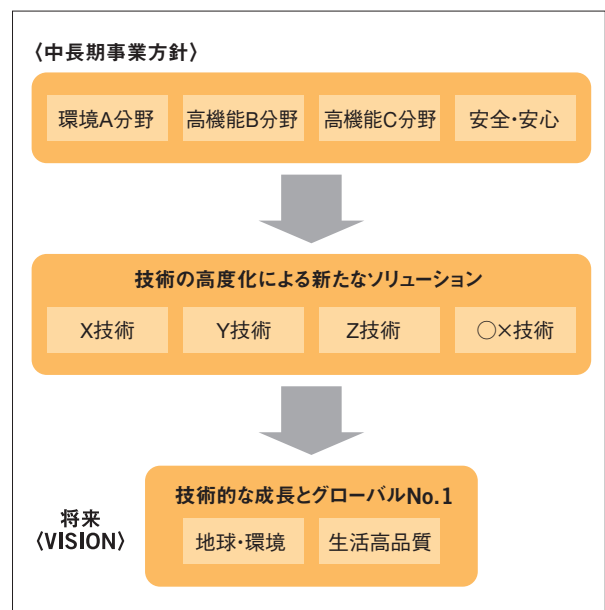 〈中長期事業方針〉
環境A分野 高機能B分野 高機能C分野 安全・安心
技術の高度化による新たなソリューション
X技術 Y技術 Z技術 〇×技術
技術的な成長とグローバルNo.1
将来
〈VISION〉
地球・環境 生活高品質